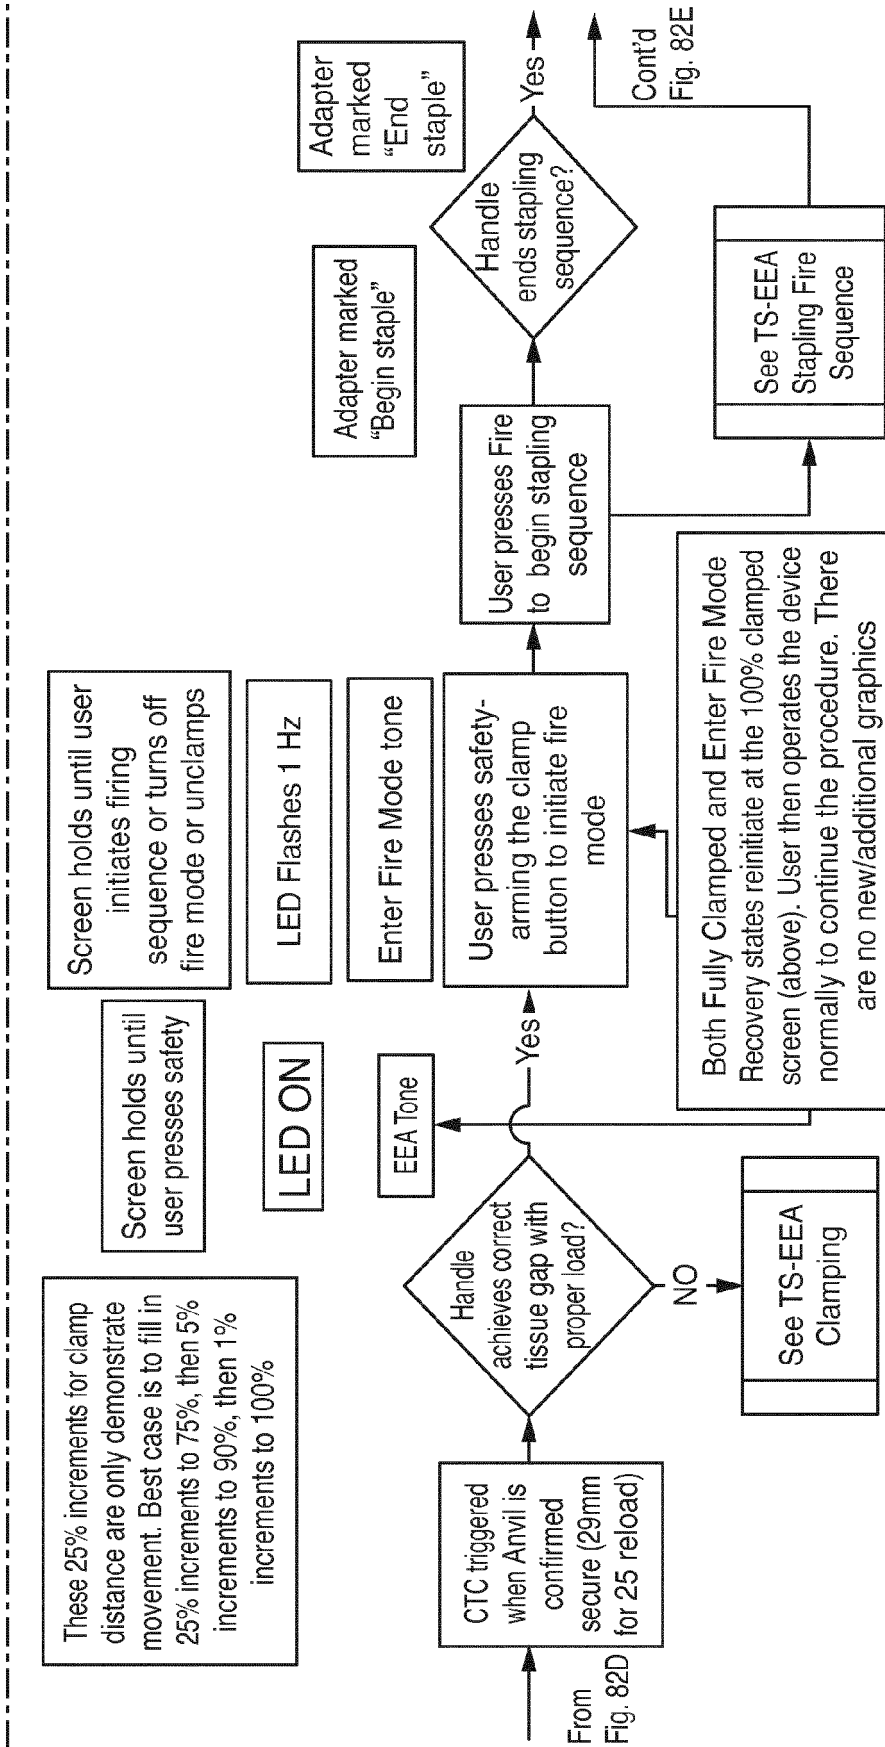 These 25% increments for clamp
distance are only demonstrate
movement. Best case is to fill in
25% increments to 75%, then 5%
increments to 90%, then 1%
increments to 100%
Screen holds until
user presses safety
Screen holds until user
initiates firing
sequence or turns off
fire mode or unclamps
LED ON
LED Flashes 1 Hz
EEA Tone
Enter Fire Mode tone
Adapter marked
“Begin staple”
Adapter
marked
“End
staple”
From
Fig. 82D
CTC triggered
when Anvil is
confirmed
secure (29mm
for 25 reload)
Handle
achieves correct
tissue gap with
proper load?
Yes
NO
See TS-EEA
Clamping
User presses safety-
arming the clamp
button to initiate fire
mode
User presses Fire
to begin stapling
sequence
Handle
ends stapling
sequence?
Yes
Both Fully Clamped and Enter Fire Mode
Recovery states reinitiate at the 100% clamped
screen (above). User then operates the device
normally to continue the procedure. There
are no new/additional graphics
See TS-EEA
Stapling Fire
Sequence
Cont’d
Fig. 82E